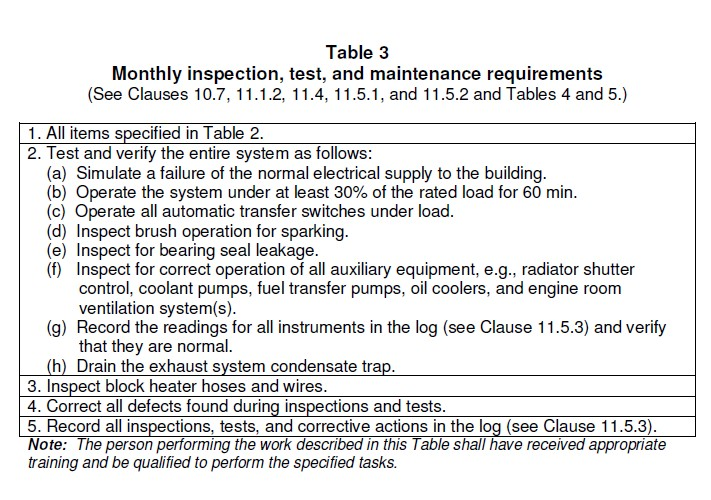 Table 3
Monthly inspection, test, and maintenance requirements
(See Clauses 10.7, 11.1.2, 11.4, 11.5.1, and 11.5.2 and Tables 4 and 5.)
1. All items specified in Table 2.
2. Test and verify the entire system as follows:
(a) Simulate a failure of the normal electrical supply to the building.
(b) Operate the system under at least 30% of the rated load for 60 min.
(c) Operate all automatic transfer switches under load.
(d) Inspect brush operation for sparking.
(e) Inspect for bearing seal leakage.
(f) Inspect for correct operation of all auxiliary equipment, e.g., radiator shutter
control, coolant pumps, fuel transfer pumps, oil coolers, and engine room
ventilation system(s).
(g) Record the readings for all instruments in the log (see Clause 11.5.3) and verify
that they are normal.
(h) Drain the exhaust system condensate trap.
3. Inspect block heater hoses and wires.
4. Correct all defects found during inspections and tests.
5. Record all inspections, tests, and corrective actions in the log (see Clause 11.5.3).
Note: The person performing the work described in this Table shall have received appropriate
training and be qualified to perform the specified tasks.